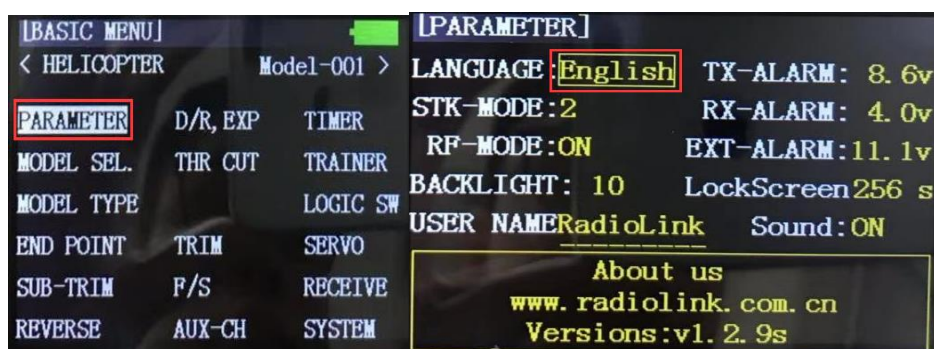 [BASIC MENU]
< HELICOPTER Model-001 >
PARAMETER D/R,EXP TIMER
MODEL SEL. THR CUT TRAINER
MODEL TYPE LOGIC SW
END POINT TRIM SERVO
SUB-TRIM F/S RECEIVE
REVERSE AUX-CH SYSTEM
[PARAMETER]
LANGUAGE:English TX-ALARM: 8.6v
STK-MODE:2 RX-ALARM: 4.0v
RF-MODE:ON EXT-ALARM:11.1v
BACKLIGHT: 10 LockScreen256 s
USER NAMERadioLink Sound:ON
About us
www.radiolink.com.cn
Versions:v1.2.9s